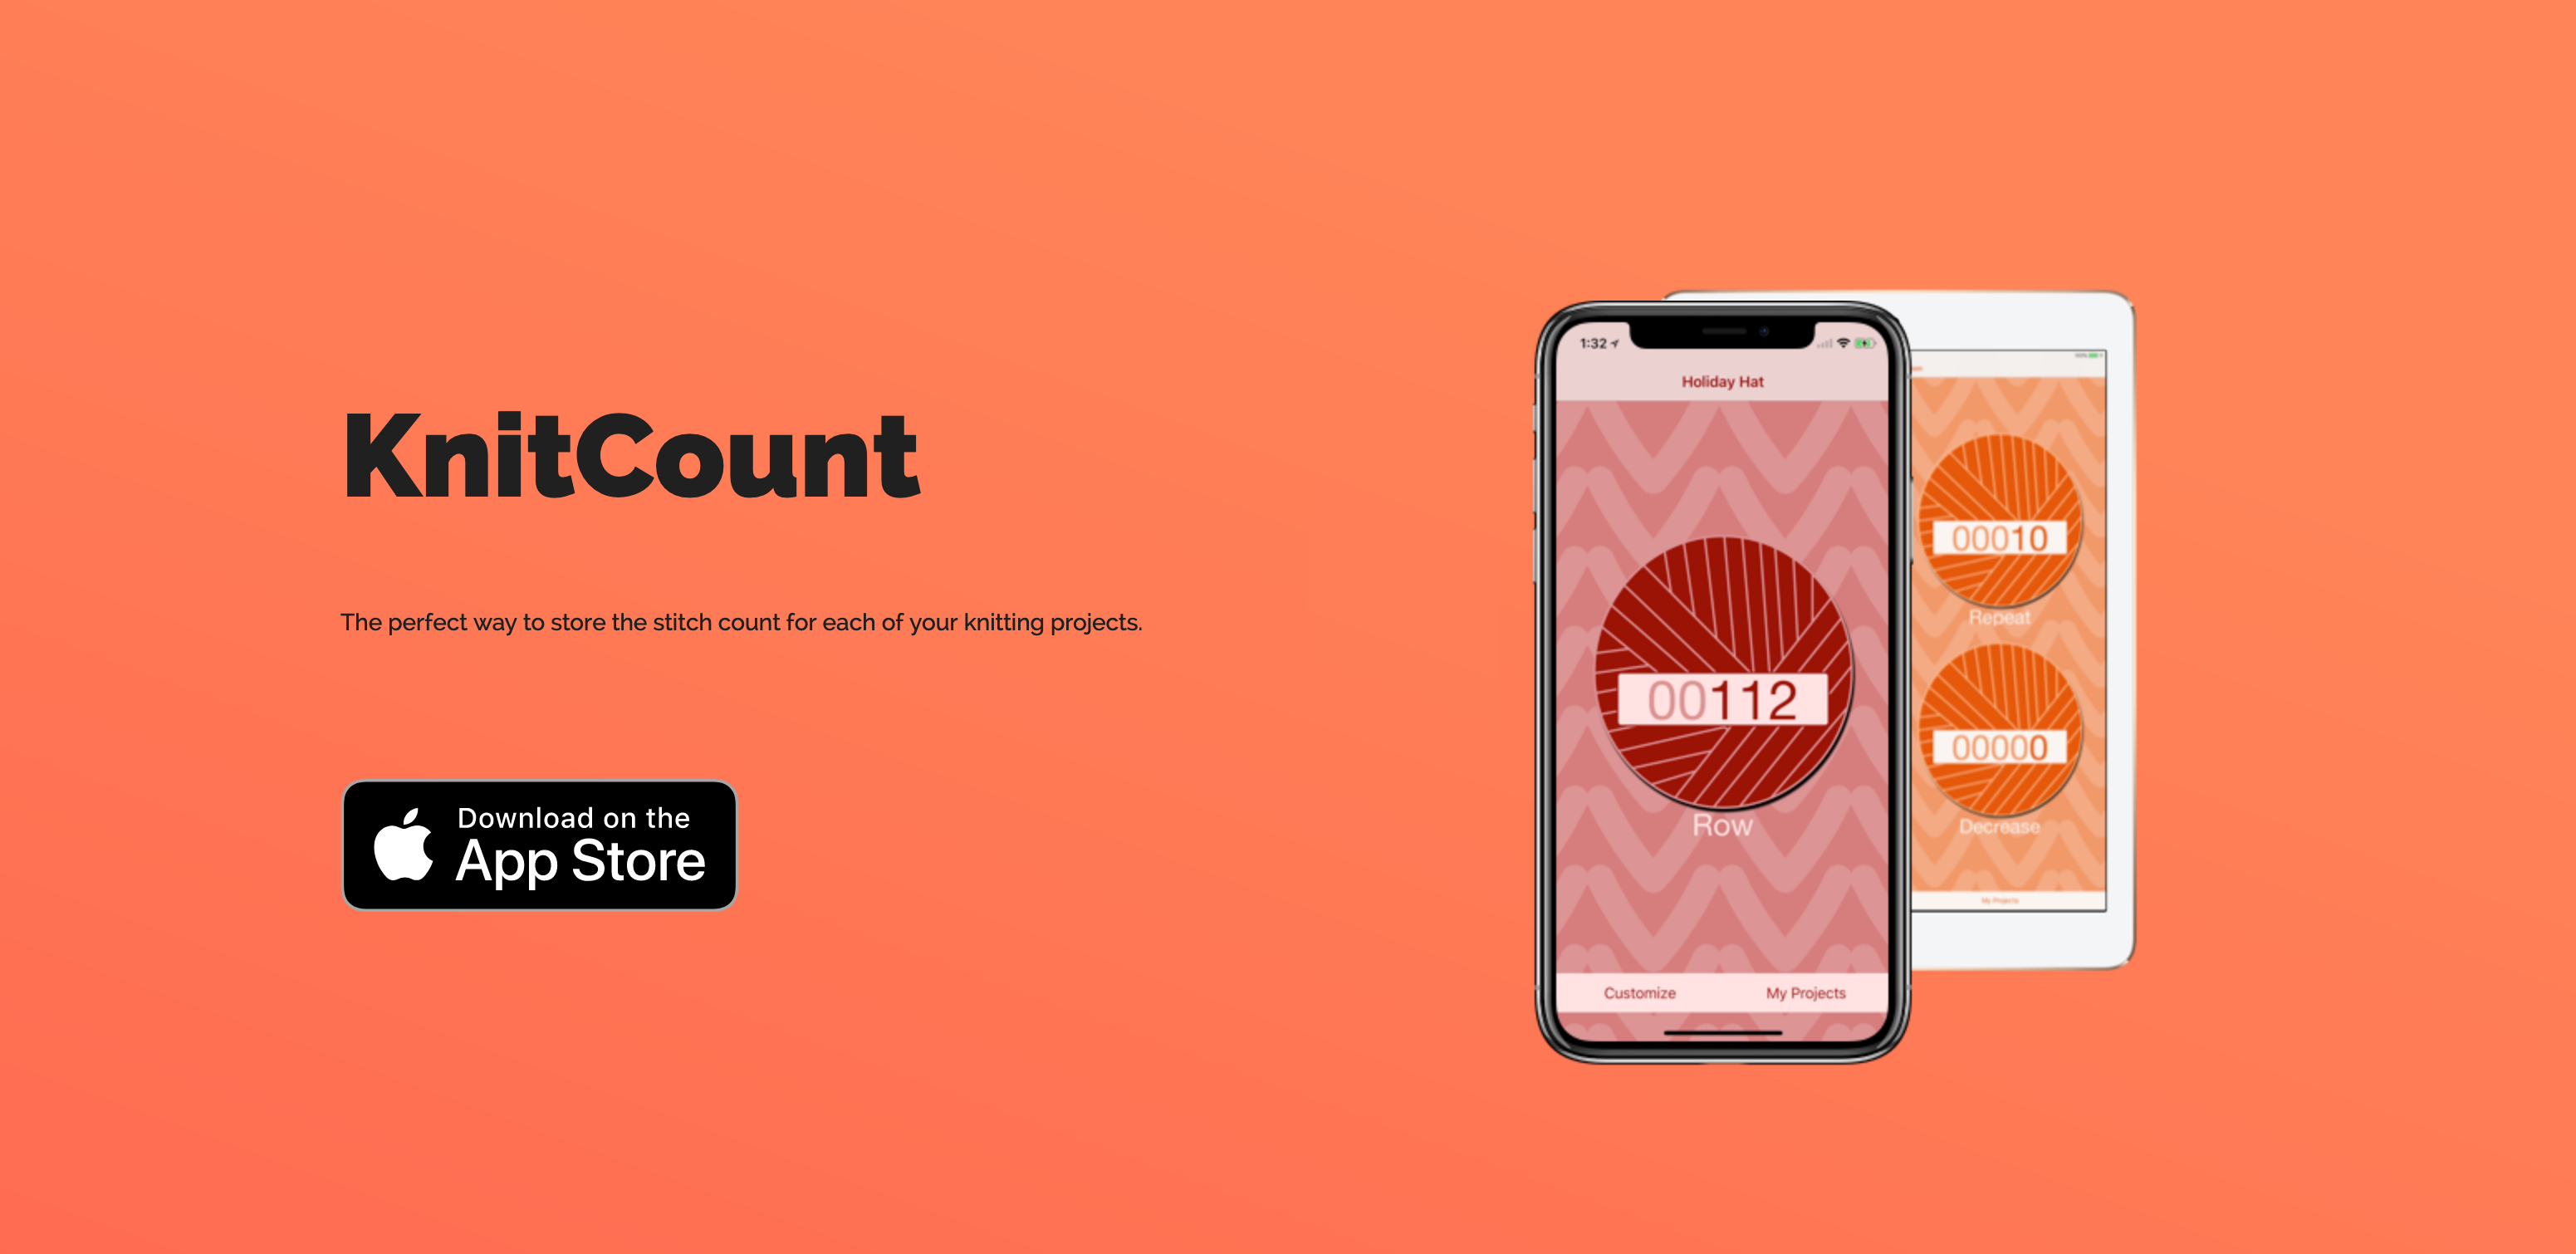 KnitCount
The perfect way to store the stitch count for each of your knitting projects.
Download on the
App Store
1:32
Holiday Hat
00112
Row
Customize
My Projects
00010
Repeat
00000
Decrease
My Projects